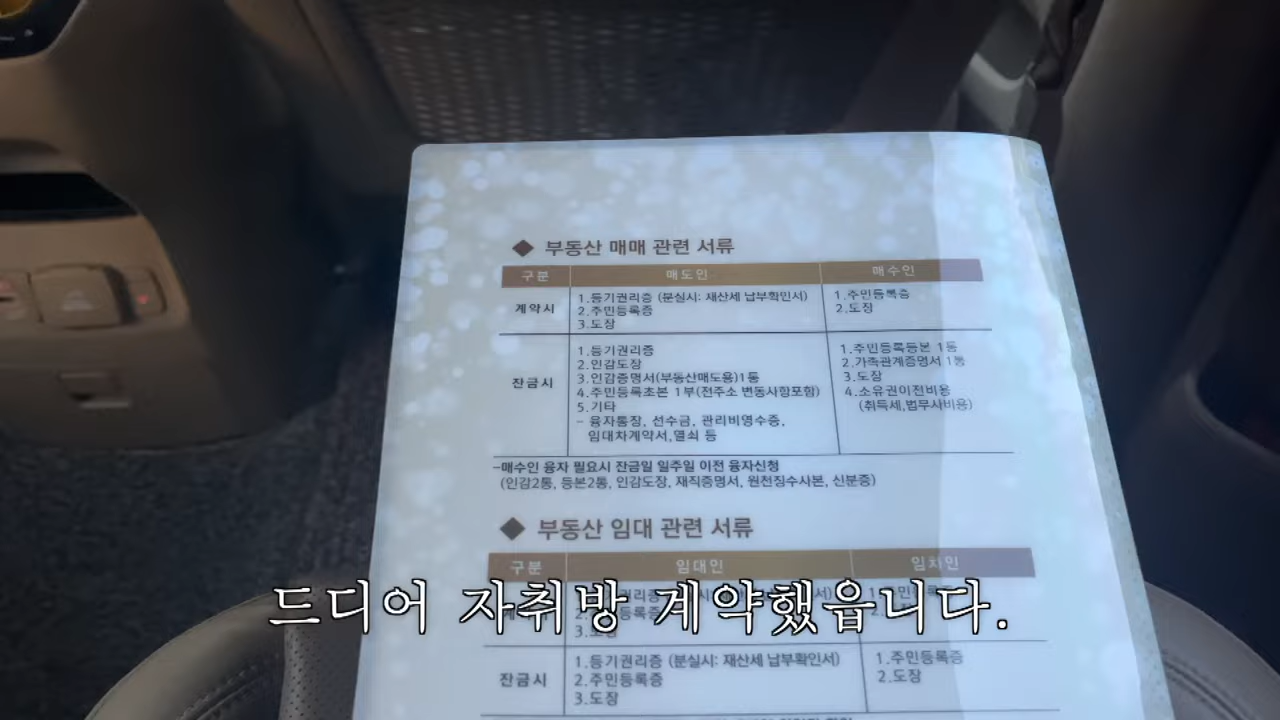 ◆ 부동산 매매 관련 서류
구분 매도인 매수인
계약시
1.등기권리증 (분실시: 재산세 납부확인서)
2.주민등록증
3.도장
1.주민등록증
2.도장
잔금시
1.등기권리증
2.인감도장
3.인감증명서(부동산매도용)1통
4.주민등록초본 1부(전주소 변동사항포함)
5.기타
- 융자통장, 선수금, 관리비영수증,
임대차계약서,열쇠 등
1.주민등록등본 1통
2.가족관계증명서 1통
3.도장
4.소유권이전비용
(취득세,법무사비용)
-매수인 융자 필요시 잔금일 일주일 이전 융자신청
(인감2통, 등본2통, 인감도장, 재직증명서, 원천징수사본, 신분증)
◆ 부동산 임대 관련 서류
구분 임대인 임차인
드디어 자취방 계약했읍니다.
잔금시
1.등기권리증 (분실시: 재산세 납부확인서)
2.주민등록증
3.도장
1.주민등록증
2.도장